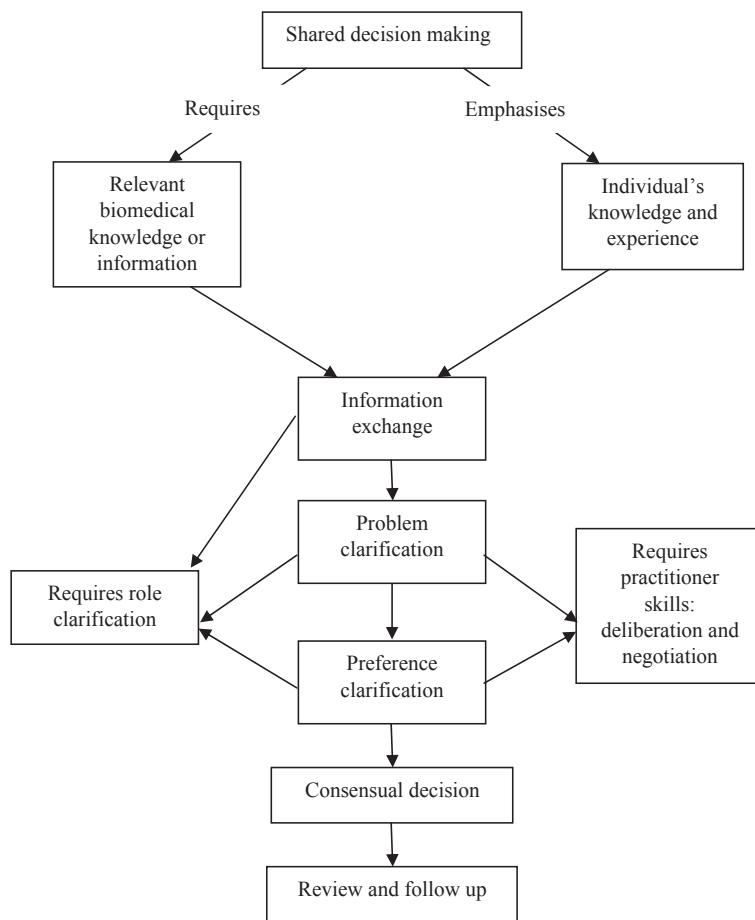 Shared decision making
Requires
Emphasises
Relevant
biomedical
knowledge or
information
Individual’s
knowledge and
experience
Information
exchange
Problem
clarification
Requires role
clarification
Requires
practitioner
skills:
deliberation and
negotiation
Preference
clarification
Consensual decision
Review and follow up